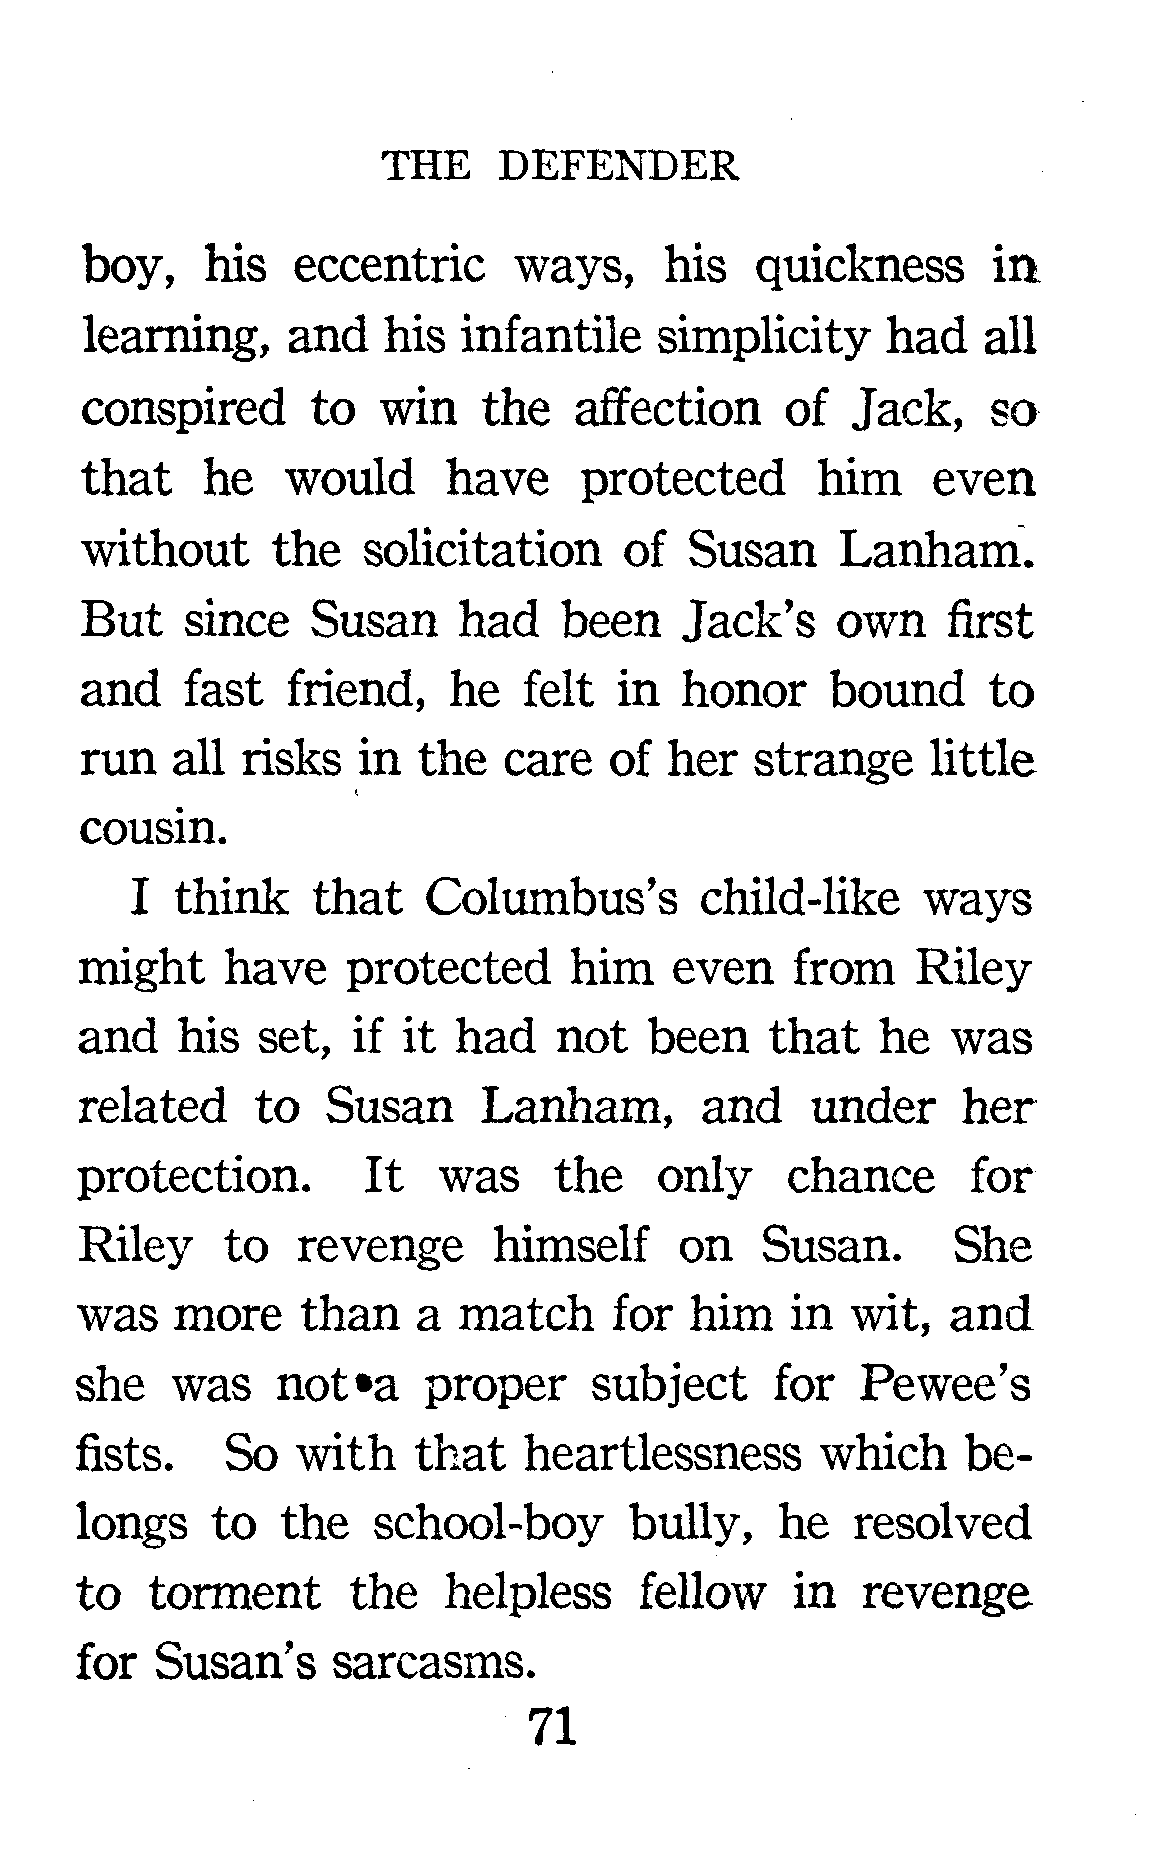 THE DEFENDER
boy, his eccentric ways, his quickness in
learning, and his infantile simplicity had all
conspired to win the affection of Jack, so
that he would have protected him even
without the solicitation of Susan Lanham.
But since Susan had been Jack's own first
and fast friend, he felt in honor bound to
run all risks in the care of her strange little
cousin.
I think that Columbus's child-like ways
might have protected him even from Riley
and his set, if it had not been that he was
related to Susan Lanham, and under her
protection. It was the only chance for
Riley to revenge himself on Susan. She
was more than a match for him in wit, and
she was not a proper subject for Pewee's
fists. So with that heartlessness which be-
longs to the school-boy bully, he resolved
to torment the helpless fellow in revenge
for Susan's sarcasms.
71